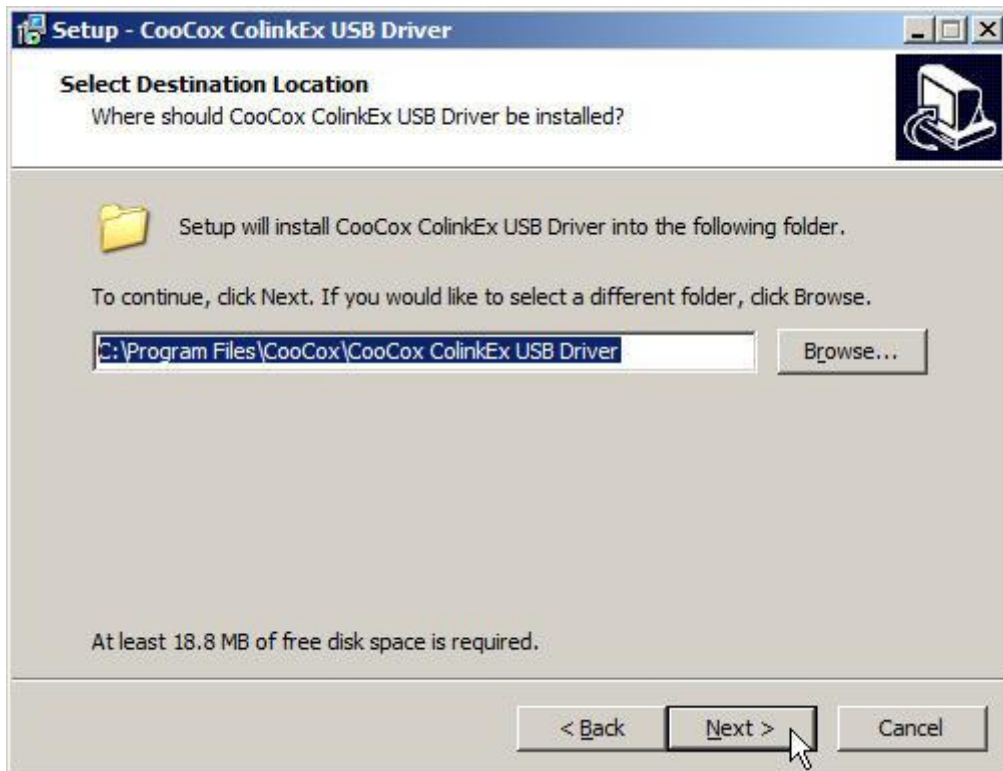 Setup - CooCox ColinkEx USB Driver
Select Destination Location
Where should CooCox ColinkEx USB Driver be installed?
Setup will install CooCox ColinkEx USB Driver into the following folder.
To continue, click Next. If you would like to select a different folder, click Browse.
C:\Program Files\CooCox\CooCox ColinkEx USB Driver
Browse...
At least 18.8 MB of free disk space is required.
< Back
Next >
Cancel